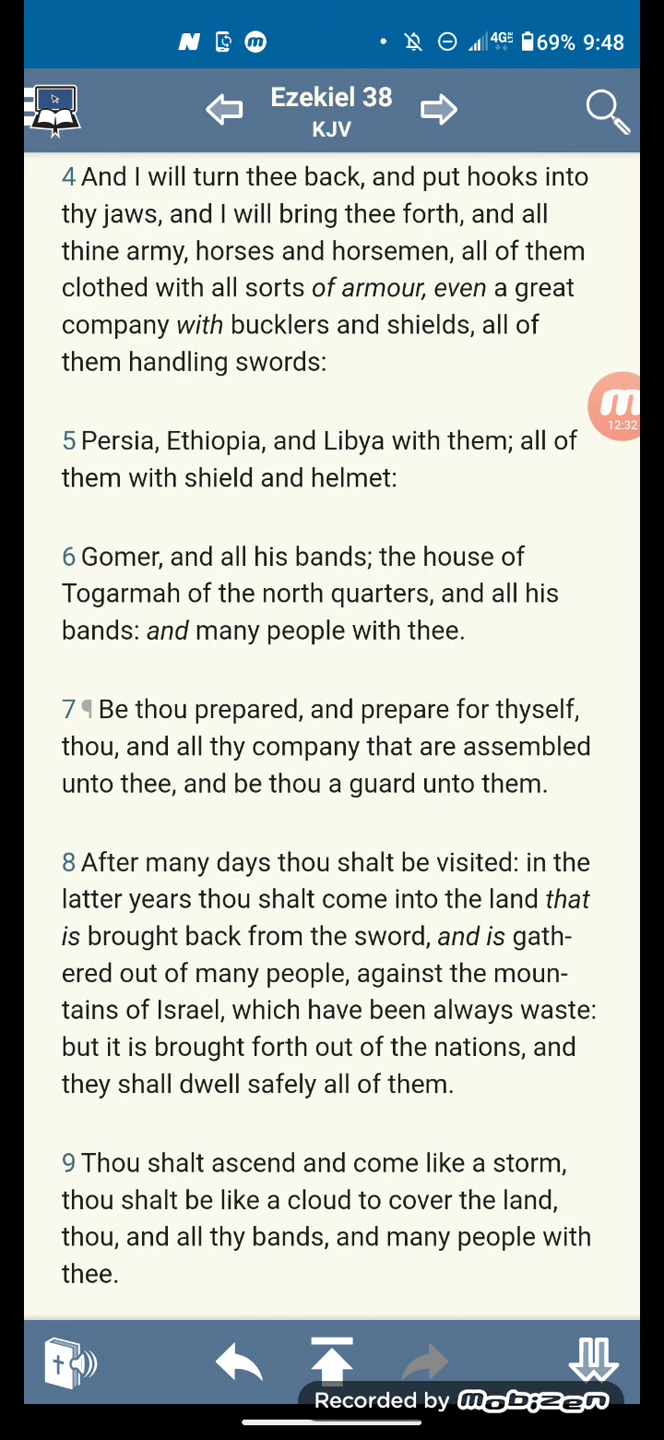 69% 9:48
Ezekiel 38
KJV
4 And I will turn thee back, and put hooks into
thy jaws, and I will bring thee forth, and all
thine army, horses and horsemen, all of them
clothed with all sorts of armour, even a great
company with bucklers and shields, all of
them handling swords:
12:32
5 Persia, Ethiopia, and Libya with them; all of
them with shield and helmet:
6 Gomer, and all his bands; the house of
Togarmah of the north quarters, and all his
bands: and many people with thee.
7 ¶ Be thou prepared, and prepare for thyself,
thou, and all thy company that are assembled
unto thee, and be thou a guard unto them.
8 After many days thou shalt be visited: in the
latter years thou shalt come into the land that
is brought back from the sword, and is gath-
ered out of many people, against the moun-
tains of Israel, which have been always waste:
but it is brought forth out of the nations, and
they shall dwell safely all of them.
9 Thou shalt ascend and come like a storm,
thou shalt be like a cloud to cover the land,
thou, and all thy bands, and many people with
thee.
Recorded by mobizen